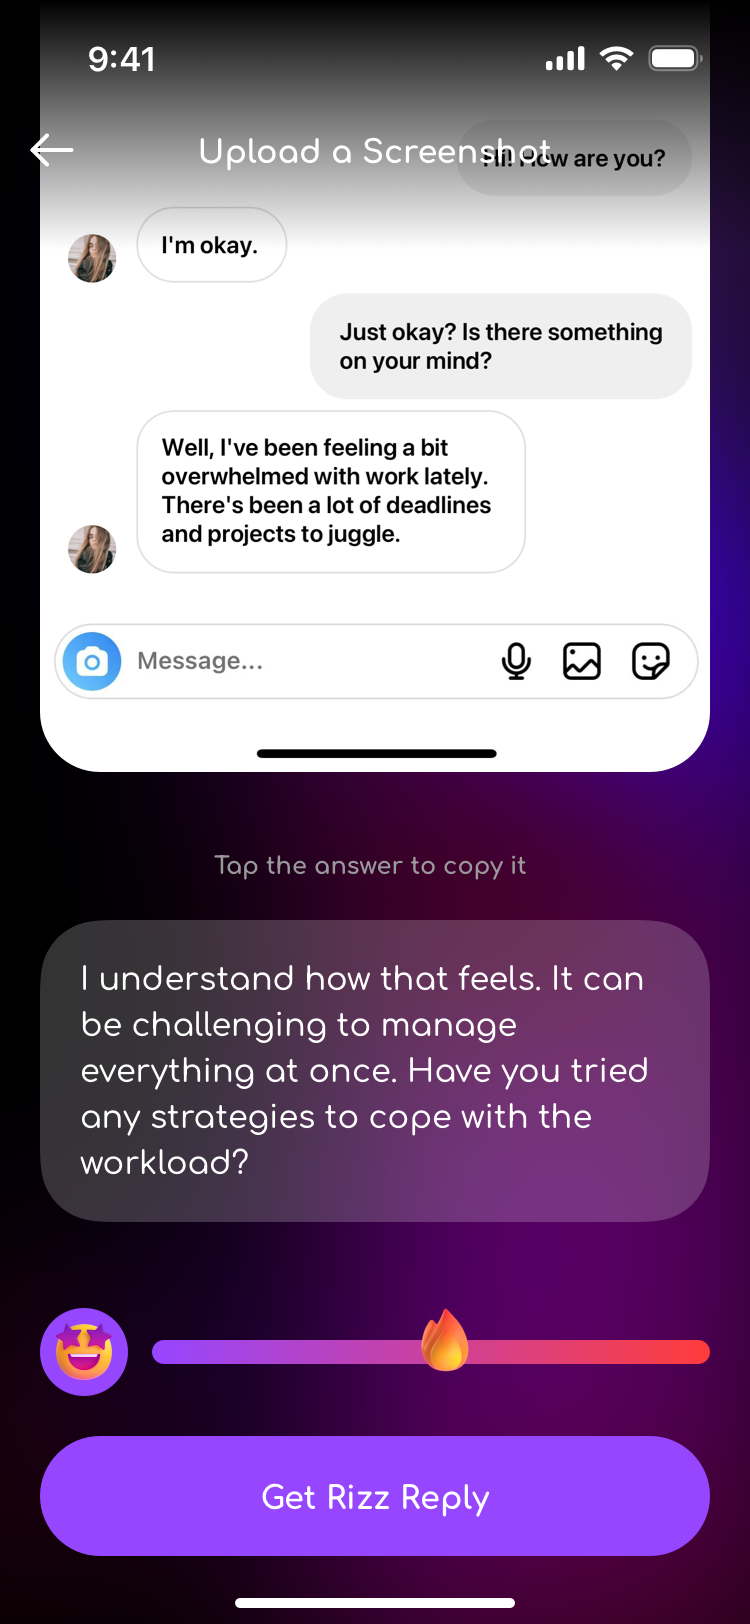 9:41
Upload a Screenshot
Hi! How are you?
I'm okay.
Just okay? Is there something
on your mind?
Well, I've been feeling a bit
overwhelmed with work lately.
There's been a lot of deadlines
and projects to juggle.
Message...
Tap the answer to copy it
I understand how that feels. It can
be challenging to manage
everything at once. Have you tried
any strategies to cope with the
workload?
Get Rizz Reply